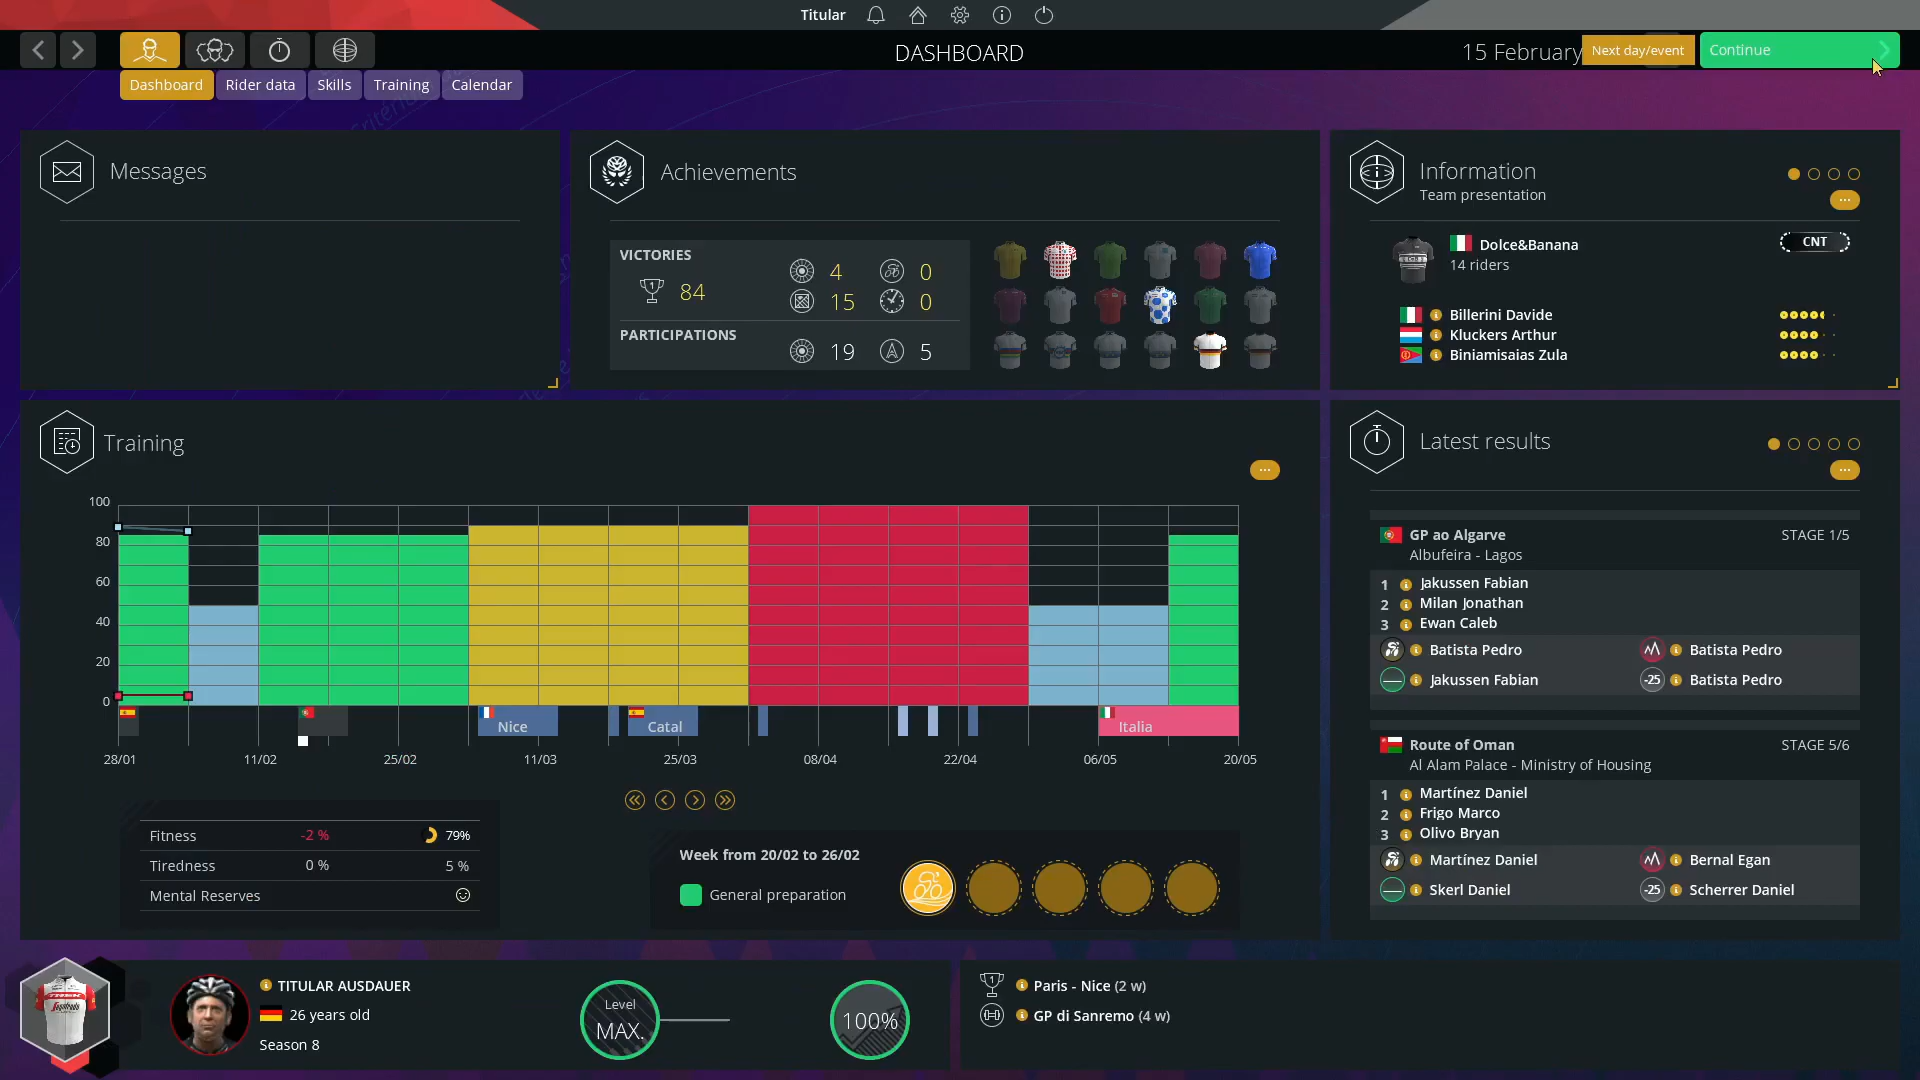 Titular
DASHBOARD
15 February
Next day/event
Continue
Dashboard
Rider data
Skills
Training
Calendar
Messages
Achievements
VICTORIES
84
4
0
15
0
PARTICIPATIONS
19
5
Information
Team presentation
Dolce&Banana
14 riders
CNT
Billerini Davide
Kluckers Arthur
Biniamisaias Zula
Training
100
80
60
40
20
0
Nice
Catal
Italia
28/01
11/02
25/02
11/03
25/03
08/04
22/04
06/05
20/05
Fitness -2 % 79%
Tiredness 0 % 5 %
Mental Reserves
Week from 20/02 to 26/02
General preparation
Latest results
GP ao Algarve STAGE 1/5
Albufeira - Lagos
1 Jakussen Fabian
2 Milan Jonathan
3 Ewan Caleb
Batista Pedro Batista Pedro
Jakussen Fabian -25 Batista Pedro
Route of Oman STAGE 5/6
Al Alam Palace - Ministry of Housing
1 Martínez Daniel
2 Frigo Marco
3 Olivo Bryan
Martínez Daniel Bernal Egan
Skerl Daniel -25 Scherrer Daniel
TITULAR AUSDAUER
26 years old
Season 8
Level
MAX.
100%
Paris - Nice (2 w)
GP di Sanremo (4 w)